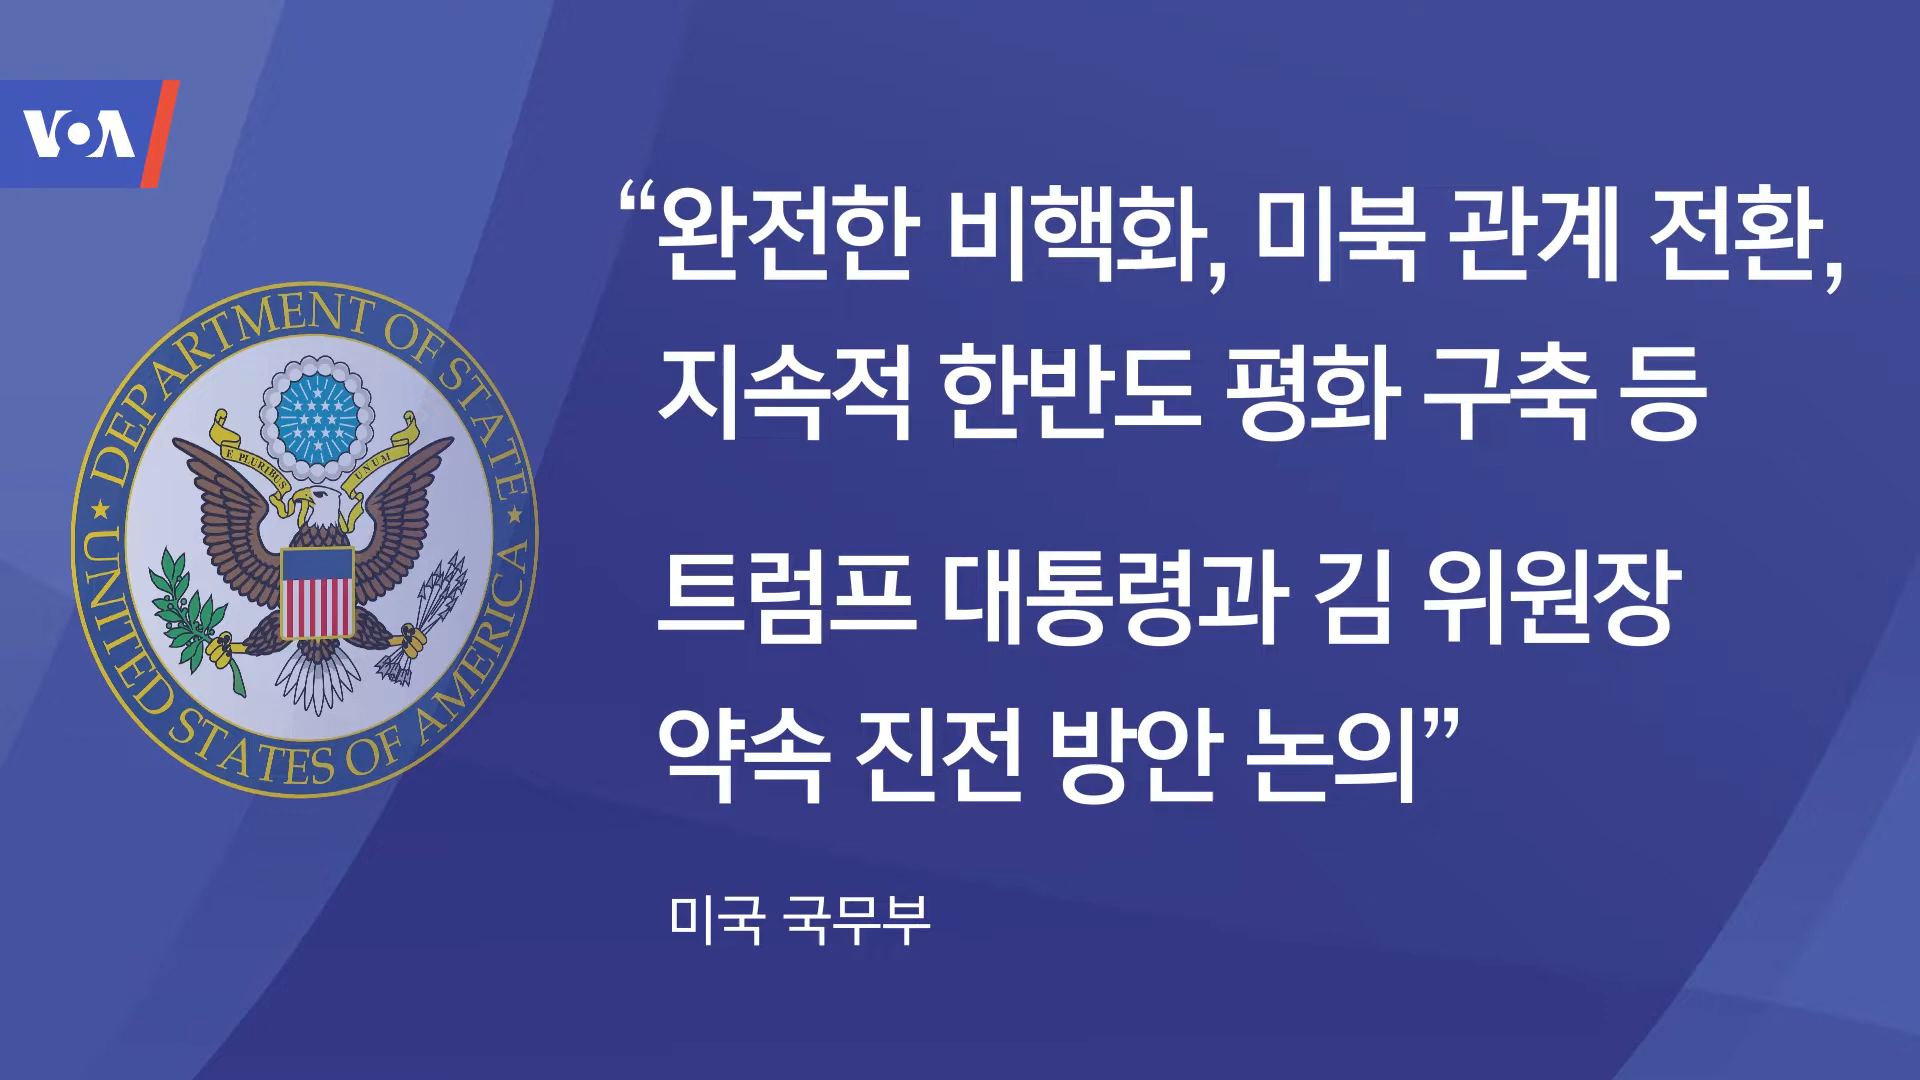 VOA
“완전한 비핵화, 미북 관계 전환,
지속적 한반도 평화 구축 등
트럼프 대통령과 김 위원장
약속 진전 방안 논의”
미국 국무부
DEPARTMENT OF STATE
E PLURIBUS UNUM
UNITED STATES OF AMERICA